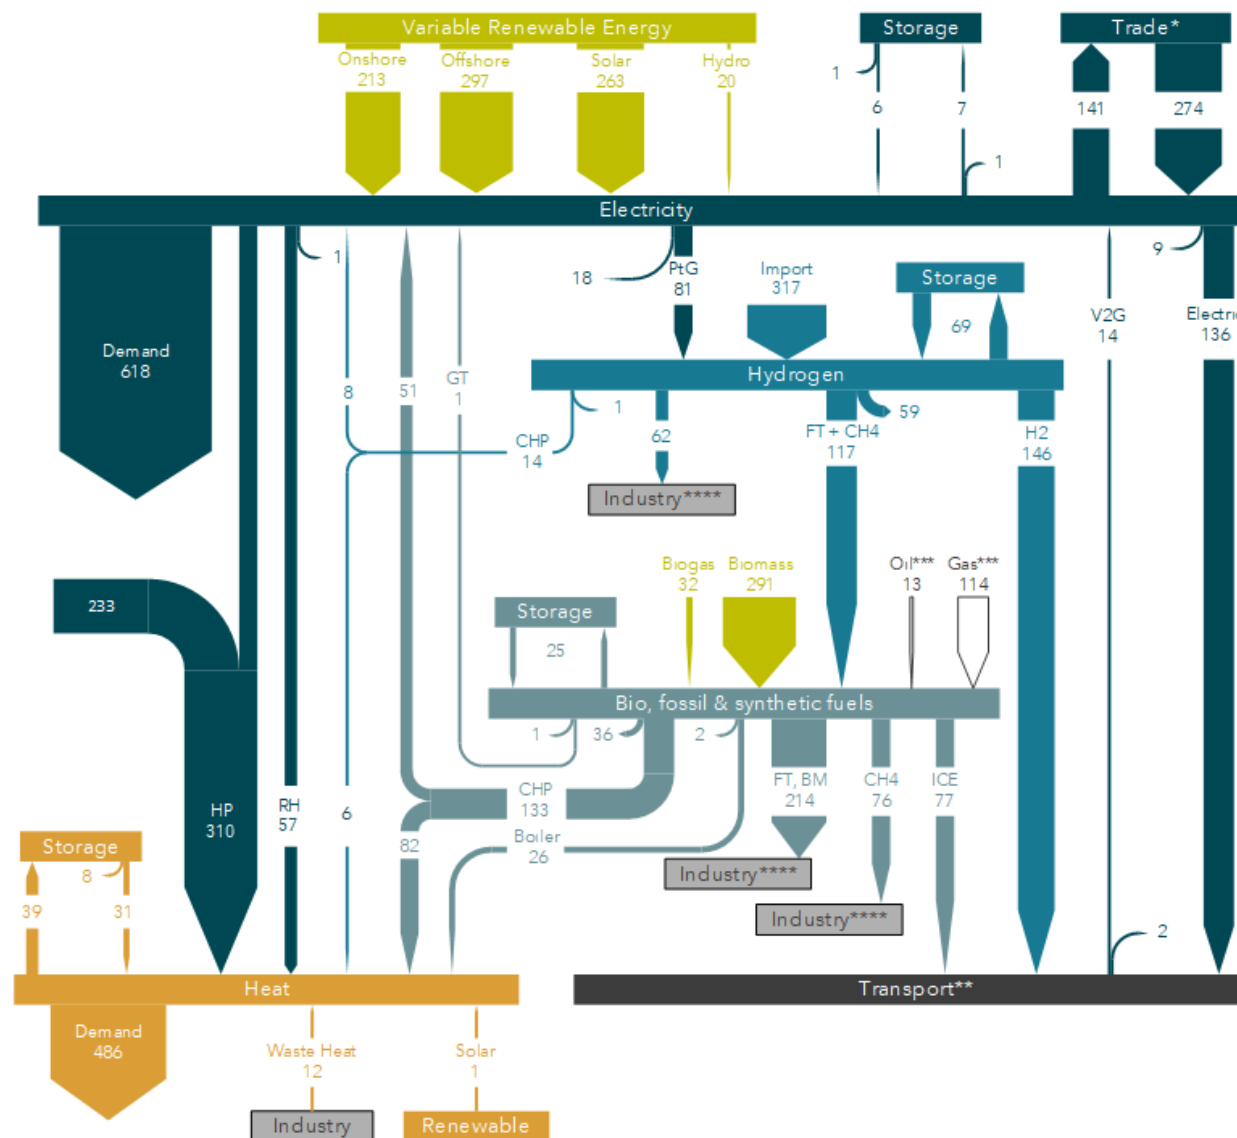 Variable Renewable Energy
Storage
Trade*
Onshore
213
Offshore
297
Solar
263
Hydro
20
1
6
7
1
141
274
Electricity
1
18
PtG
81
Import
317
Storage
69
9
V2G
14
Electri
136
Demand
618
Hydrogen
8
51
GT
1
CHP
14
1
62
FT + CH4
117
59
H2
146
Industry****
233
Biogas
32
Biomass
291
Oil***
13
Gas***
114
Storage
25
Bio, fossil & synthetic fuels
1
36
2
HP
310
RH
57
6
82
CHP
133
Boiler
26
FT, BM
214
CH4
76
ICE
77
Industry****
Industry****
Storage
8
39
31
2
Heat
Transport**
Demand
486
Waste Heat
12
Solar
1
Industry
Renewable